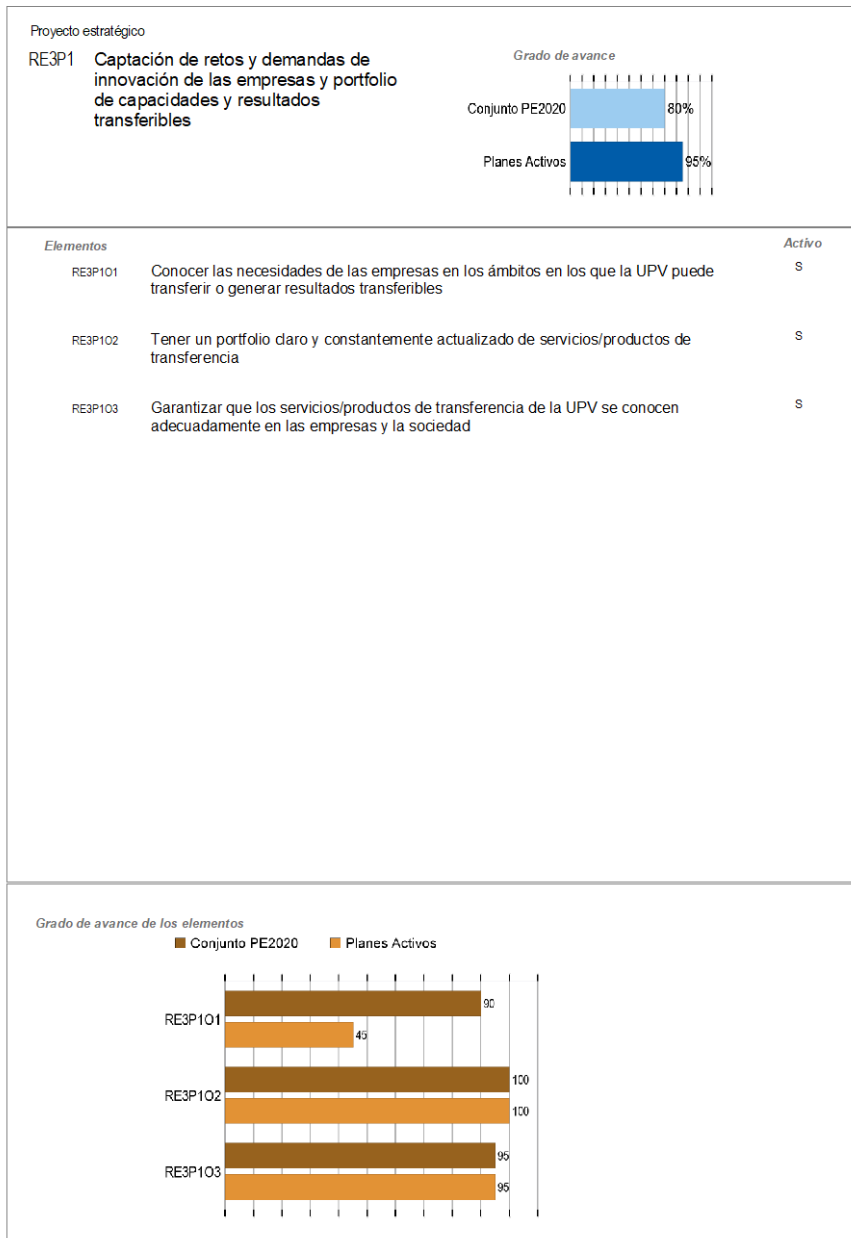 Proyecto estratégico
RE3P1 Captación de retos y demandas de
innovación de las empresas y portfolio
de capacidades y resultados
transferibles
Grado de avance
Conjunto PE2020 80%
Planes Activos 95%
Elementos Activo
RE3P1O1 Conocer las necesidades de las empresas en los ámbitos en los que la UPV puede S
transferir o generar resultados transferibles
RE3P1O2 Tener un portfolio claro y constantemente actualizado de servicios/productos de S
transferencia
RE3P1O3 Garantizar que los servicios/productos de transferencia de la UPV se conocen S
adecuadamente en las empresas y la sociedad
Grado de avance de los elementos
Conjunto PE2020 Planes Activos
RE3P1O1 90
45
RE3P1O2 100
100
RE3P1O3 95
95